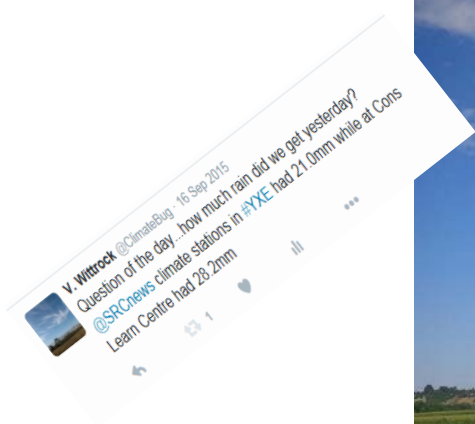 V. Wittrock @ClimateBug · 16 Sep 2015
Question of the day...how much rain did we get yesterday?
@SRCnews climate stations in #YXE had 21.0mm while at Cons
Learn Centre had 28.2mm
1